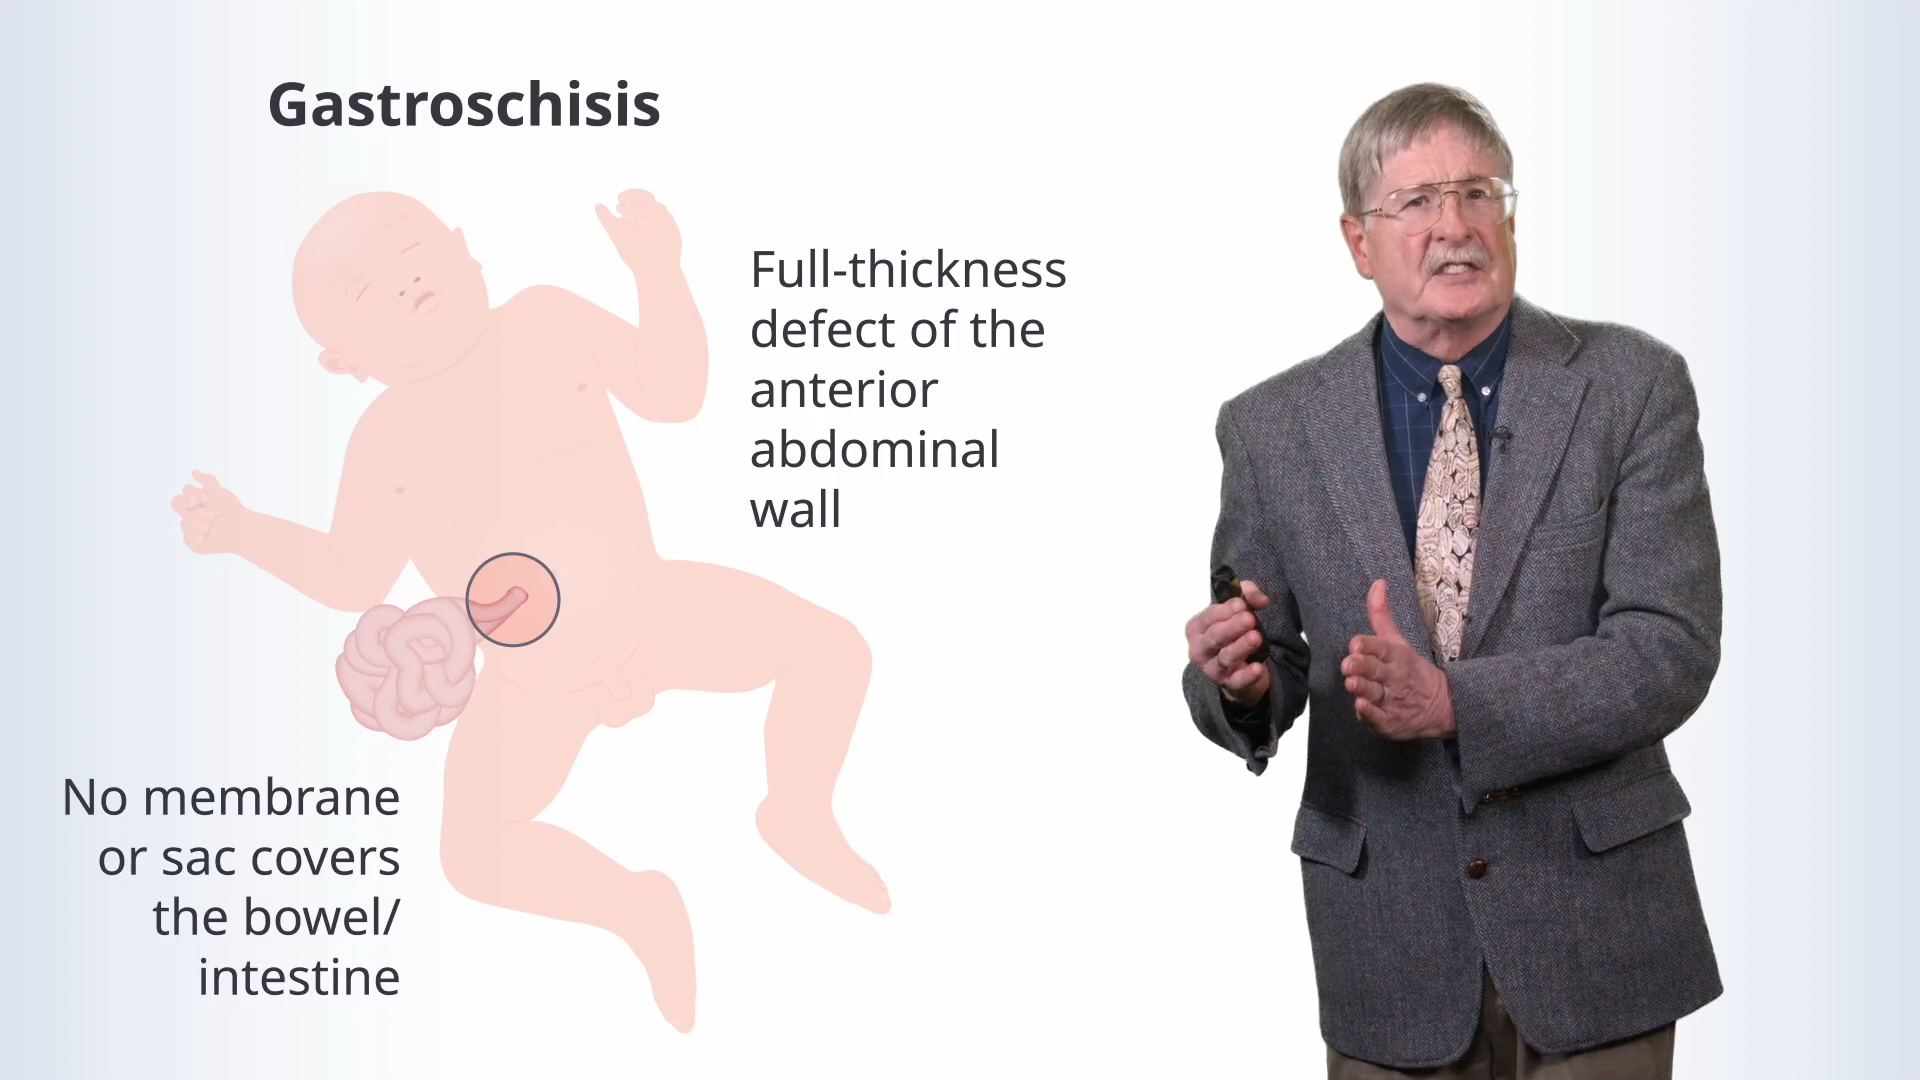 Gastroschisis
Full-thickness
defect of the
anterior
abdominal
wall
No membrane
or sac covers
the bowel/
intestine